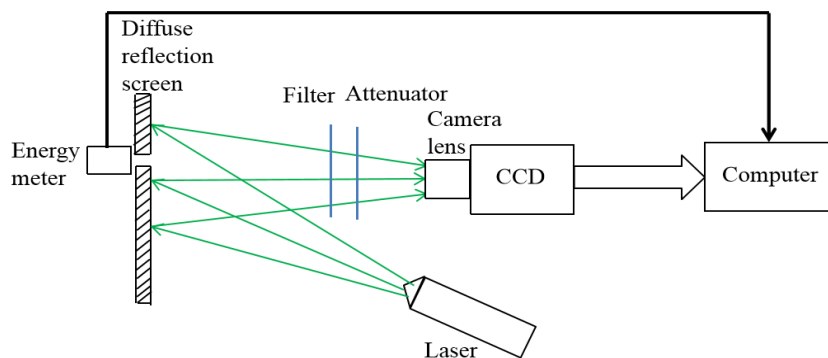 Diffuse
reflection
screen
Filter
Attenuator
Camera
lens
Energy
meter
CCD
Computer
Laser